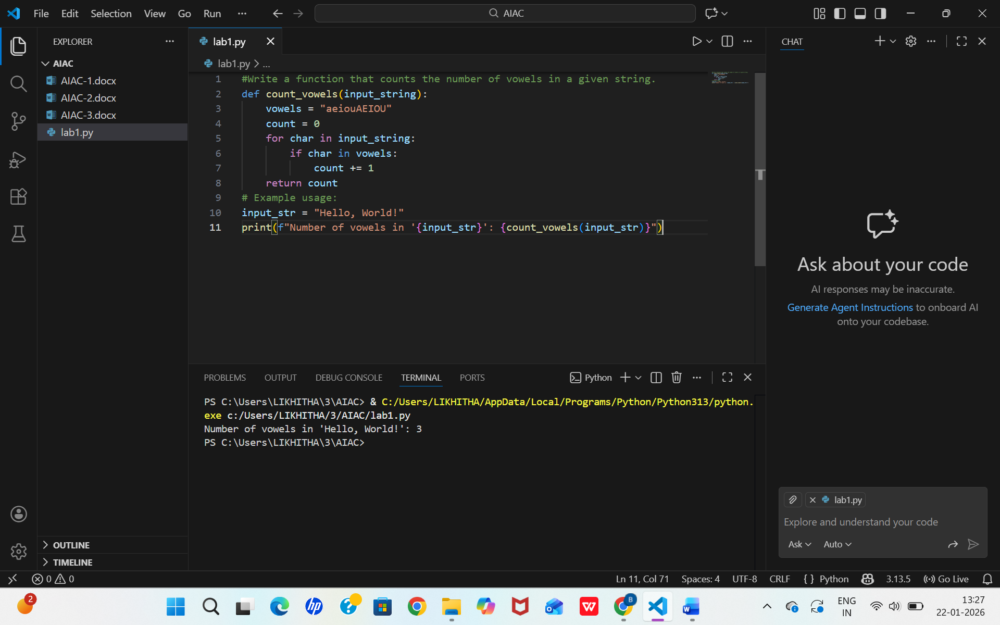 File Edit Selection View Go Run ... AIAC
EXPLORER ...
AIAC
AIAC-1.docx
AIAC-2.docx
AIAC-3.docx
lab1.py
OUTLINE
TIMELINE
lab1.py
lab1.py > ...
1 #Write a function that counts the number of vowels in a given string.
2 def count_vowels(input_string):
3     vowels = "aeiouAEIOU"
4     count = 0
5     for char in input_string:
6         if char in vowels:
7             count += 1
8     return count
9 # Example usage:
10 input_str = "Hello, World!"
11 print(f"Number of vowels in '{input_str}': {count_vowels(input_str)}")
PROBLEMS OUTPUT DEBUG CONSOLE TERMINAL PORTS Python
PS C:\Users\LIKHITHA\3\AIAC> & C:/Users/LIKHITHA/AppData/Local/Programs/Python/Python313/python.
exe c:/Users/LIKHITHA/3/AIAC/lab1.py
Number of vowels in 'Hello, World!': 3
PS C:\Users\LIKHITHA\3\AIAC>
CHAT
Ask about your code
AI responses may be inaccurate.
Generate Agent Instructions to onboard AI
onto your codebase.
lab1.py
Explore and understand your code
Ask Auto
0 0 Ln 11, Col 71 Spaces: 4 UTF-8 CRLF { } Python 3.13.5 Go Live
2 hp ? W B W
ENG
IN
13:27
22-01-2026